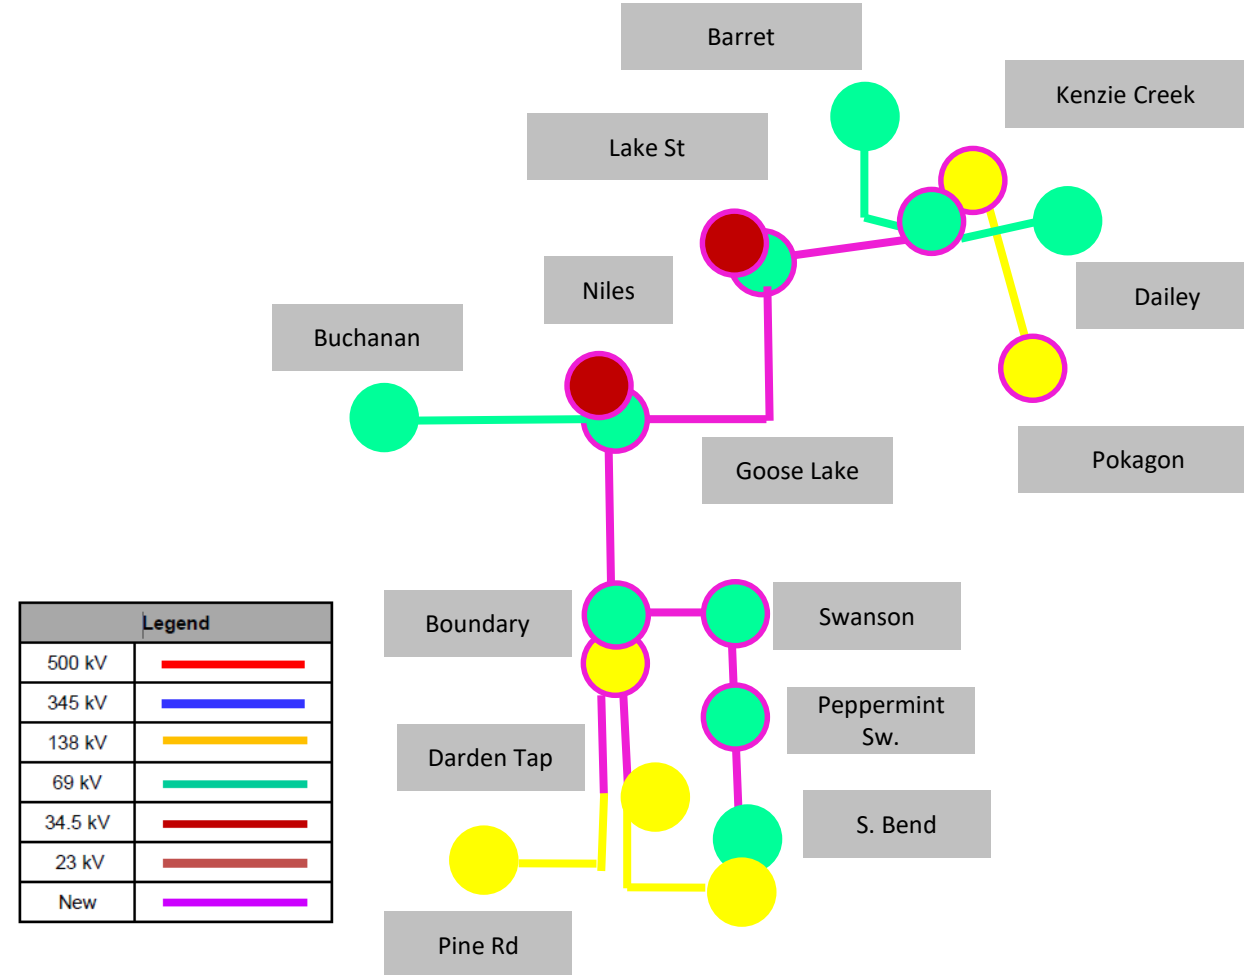 Barret
Kenzie Creek
Lake St
Niles
Dailey
Buchanan
Goose Lake
Pokagon
Legend
500 kV
345 kV
138 kV
69 kV
34.5 kV
23 kV
New
Boundary
Swanson
Peppermint
Sw.
Darden Tap
S. Bend
Pine Rd